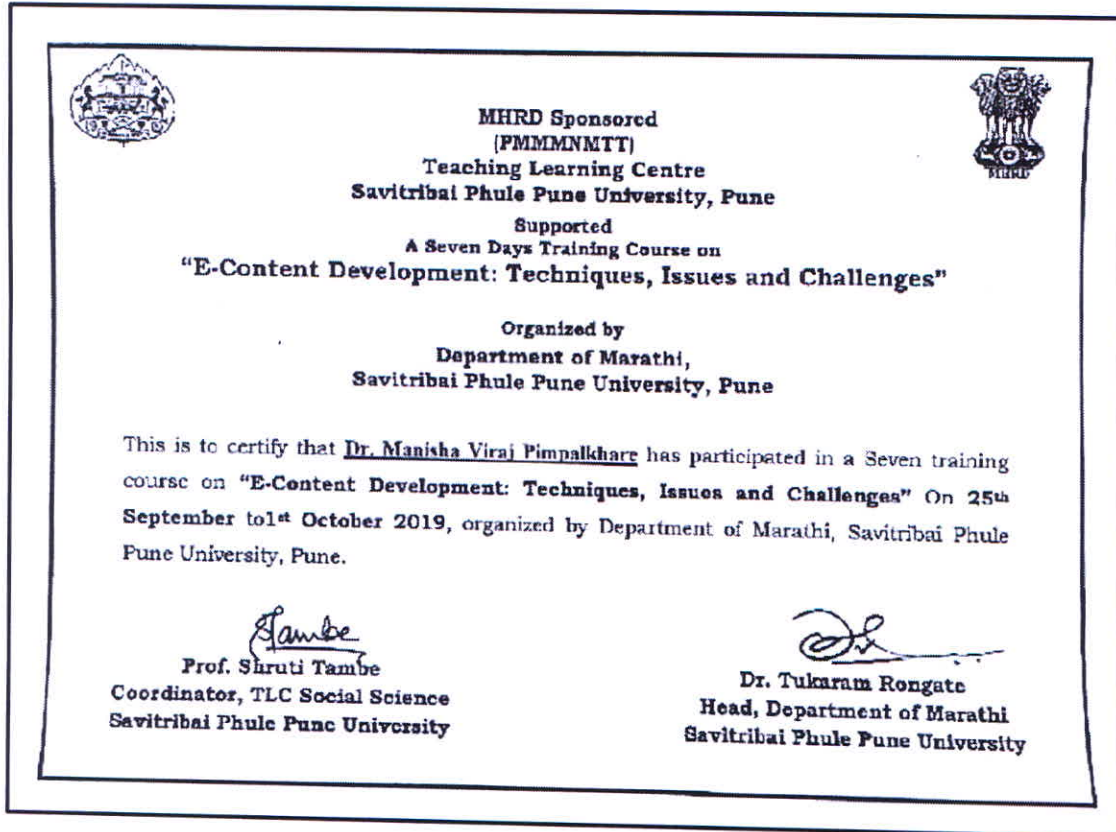 MHRD Sponsored
(PMMMNMTT)
Teaching Learning Centre
Savitribai Phule Pune University, Pune
Supported
A Seven Days Training Course on
“E-Content Development: Techniques, Issues and Challenges”
Organized by
Department of Marathi,
Savitribai Phule Pune University, Pune
This is to certify that Dr. Manisha Viraj Pimpalkhare has participated in a Seven training
course on “E-Content Development: Techniques, Issues and Challenges” On 25th
September to1st October 2019, organized by Department of Marathi, Savitribai Phule
Pune University, Pune.
MHRD
Stambe
Prof. Shruti Tambe
Coordinator, TLC Social Science
Savitribai Phule Pune University
Dr. Tukaram Rongate
Head, Department of Marathi
Savitribai Phule Pune University